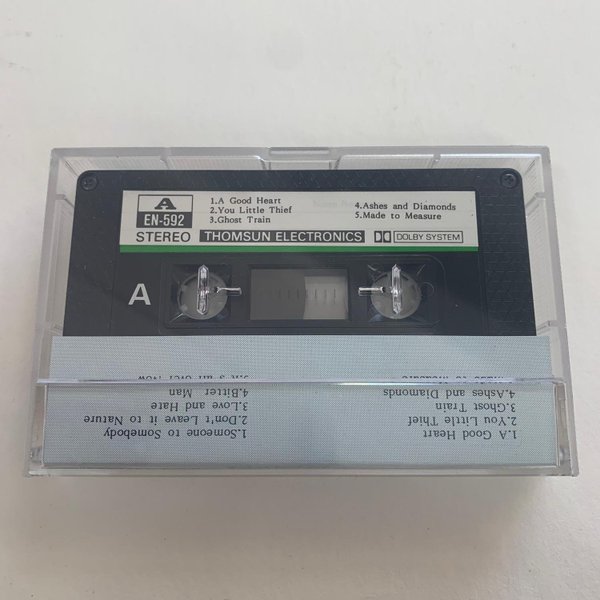 A
EN-592
STEREO
1.A Good Heart
2.You Little Thief
3.Ghost Train
4.Ashes and Diamonds
5.Made to Measure
THOMSUN ELECTRONICS
DOLBY SYSTEM
A
1.A Good Heart
2.You Little Thief
3.Ghost Train
4.Ashes and Diamonds
1.Someone to Somebody
2.Don't Leave it to Nature
3.Love and Hate
4.Bitter Man